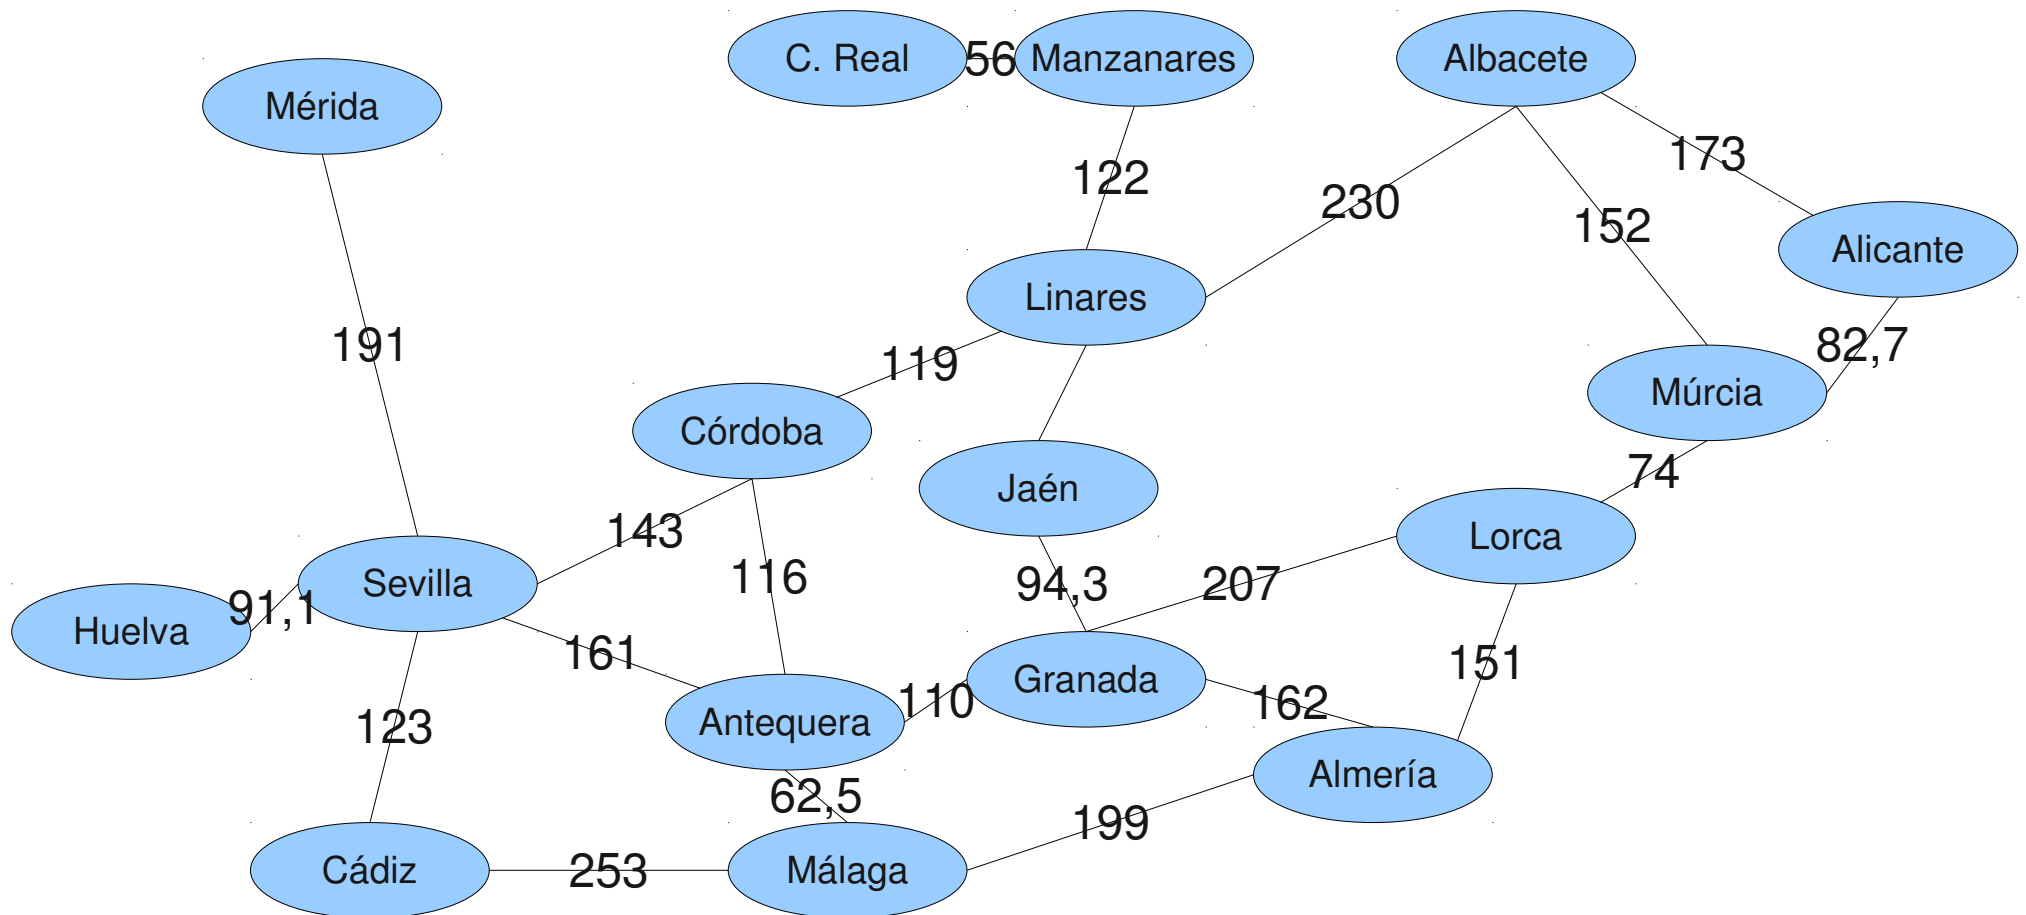 C. Real
56
Manzanares
Albacete
Mérida
173
122
230
152
Alicante
Linares
191
119
82,7
Múrcia
Córdoba
74
Jaén
143
Lorca
116
94,3
207
Sevilla
91,1
Huelva
161
151
Granada
110
162
Antequera
123
Almería
62,5
199
Cádiz
253
Málaga